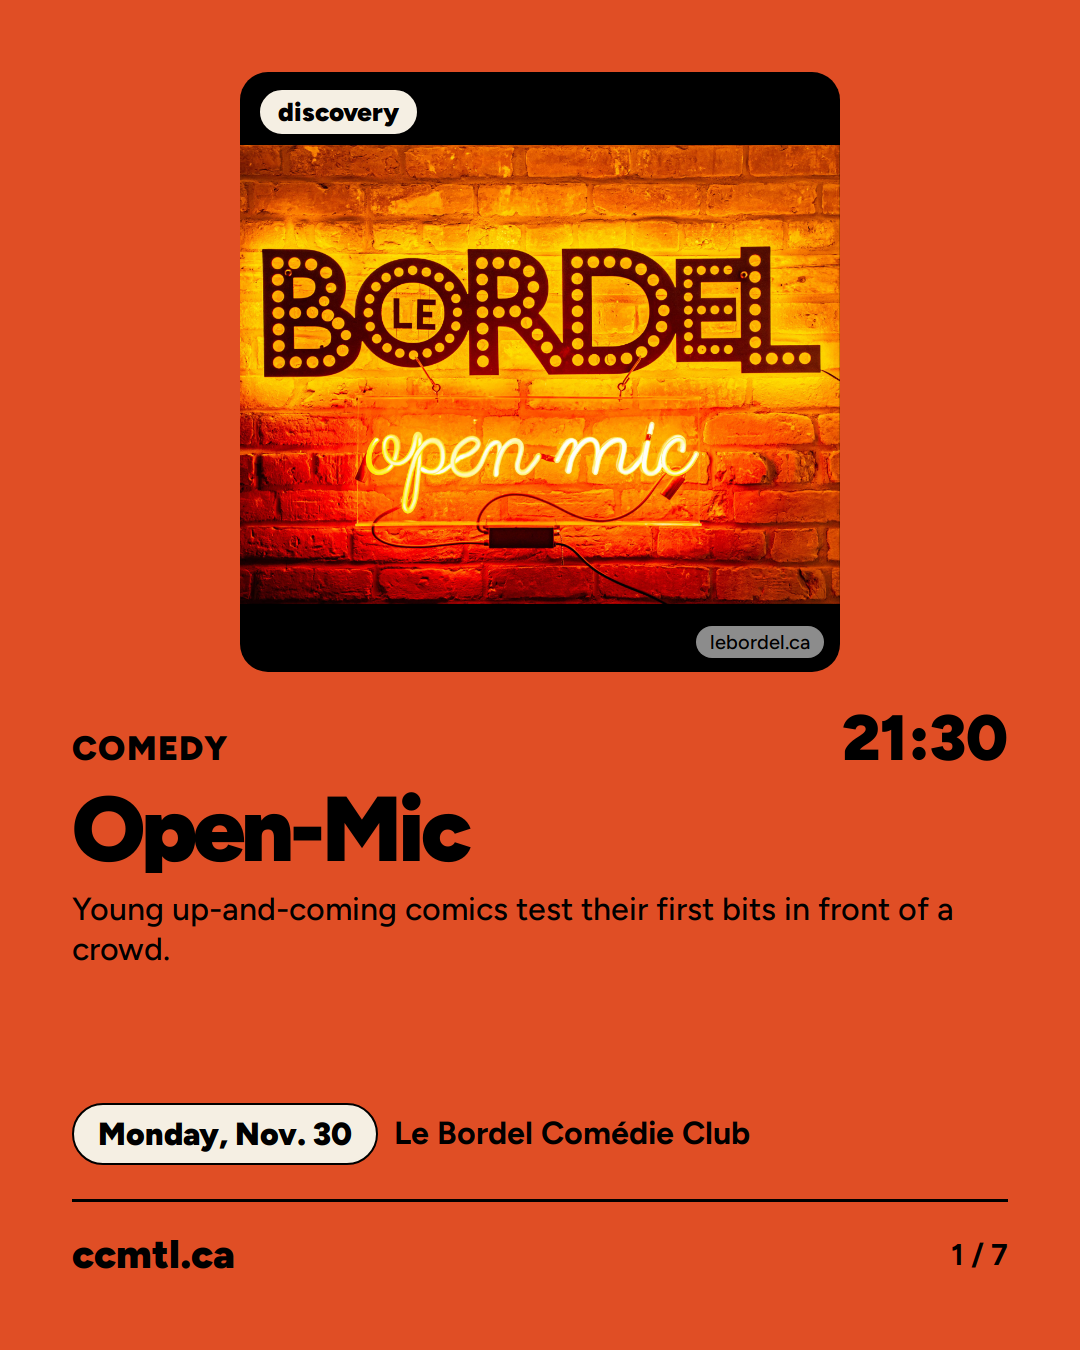 discovery
BORDEL
LE
open mic
lebordel.ca
COMEDY
21:30
Open-Mic
Young up-and-coming comics test their first bits in front of a
crowd.
Monday, Nov. 30
Le Bordel Comédie Club
ccmtl.ca
1 / 7